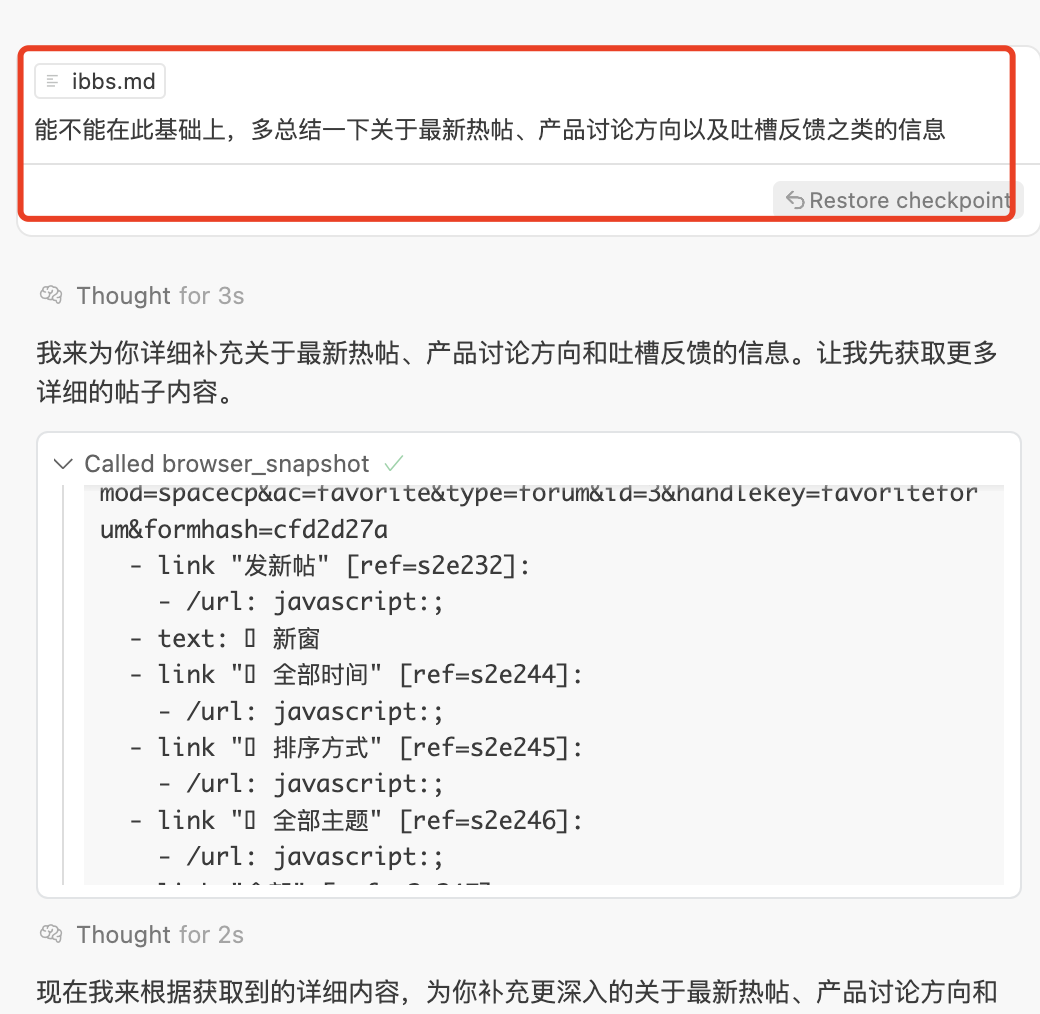 ibbs.md
能不能在此基础上，多总结一下关于最新热帖、产品讨论方向以及吐槽反馈之类的信息
Restore checkpoint
Thought for 3s
我来为你详细补充关于最新热帖、产品讨论方向和吐槽反馈的信息。让我先获取更多
详细的帖子内容。
Called browser_snapshot
mod=spacecp&ac=favorite&type=forum&id=3&handlekey=favoritefor
um&formhash=cfd2d27a
- link "发新帖" [ref=s2e232]:
- /url: javascript:;
- text: 新窗
- link " 全部时间" [ref=s2e244]:
- /url: javascript:;
- link " 排序方式" [ref=s2e245]:
- /url: javascript:;
- link " 全部主题" [ref=s2e246]:
- /url: javascript:;
Thought for 2s
现在我来根据获取到的详细内容，为你补充更深入的关于最新热帖、产品讨论方向和